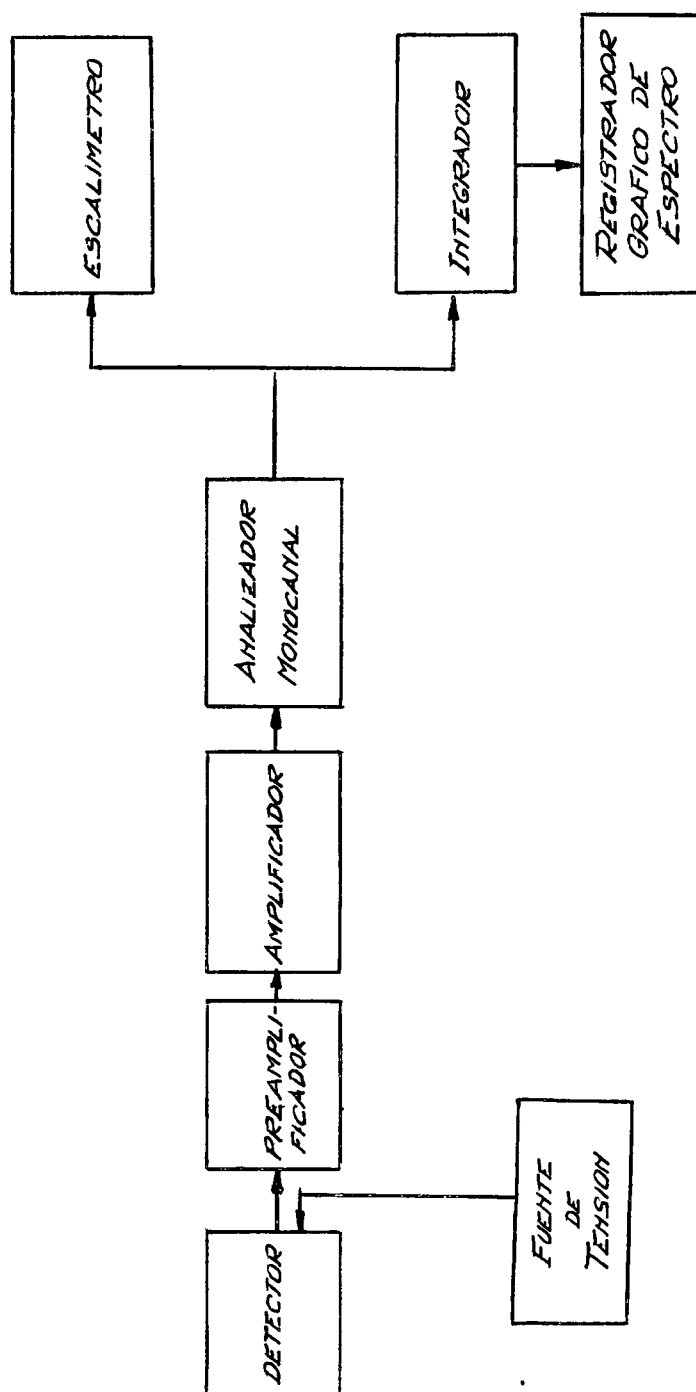 DETECTOR
PREAMPLI-
FICADOR
AMPLIFICADOR
ANALIZADOR
MONOCANAL
ESCALIMETRO
INTEGRADOR
REGISTRADOR
GRAFICO DE
ESPECTRO
FUENTE
DE
TENSION